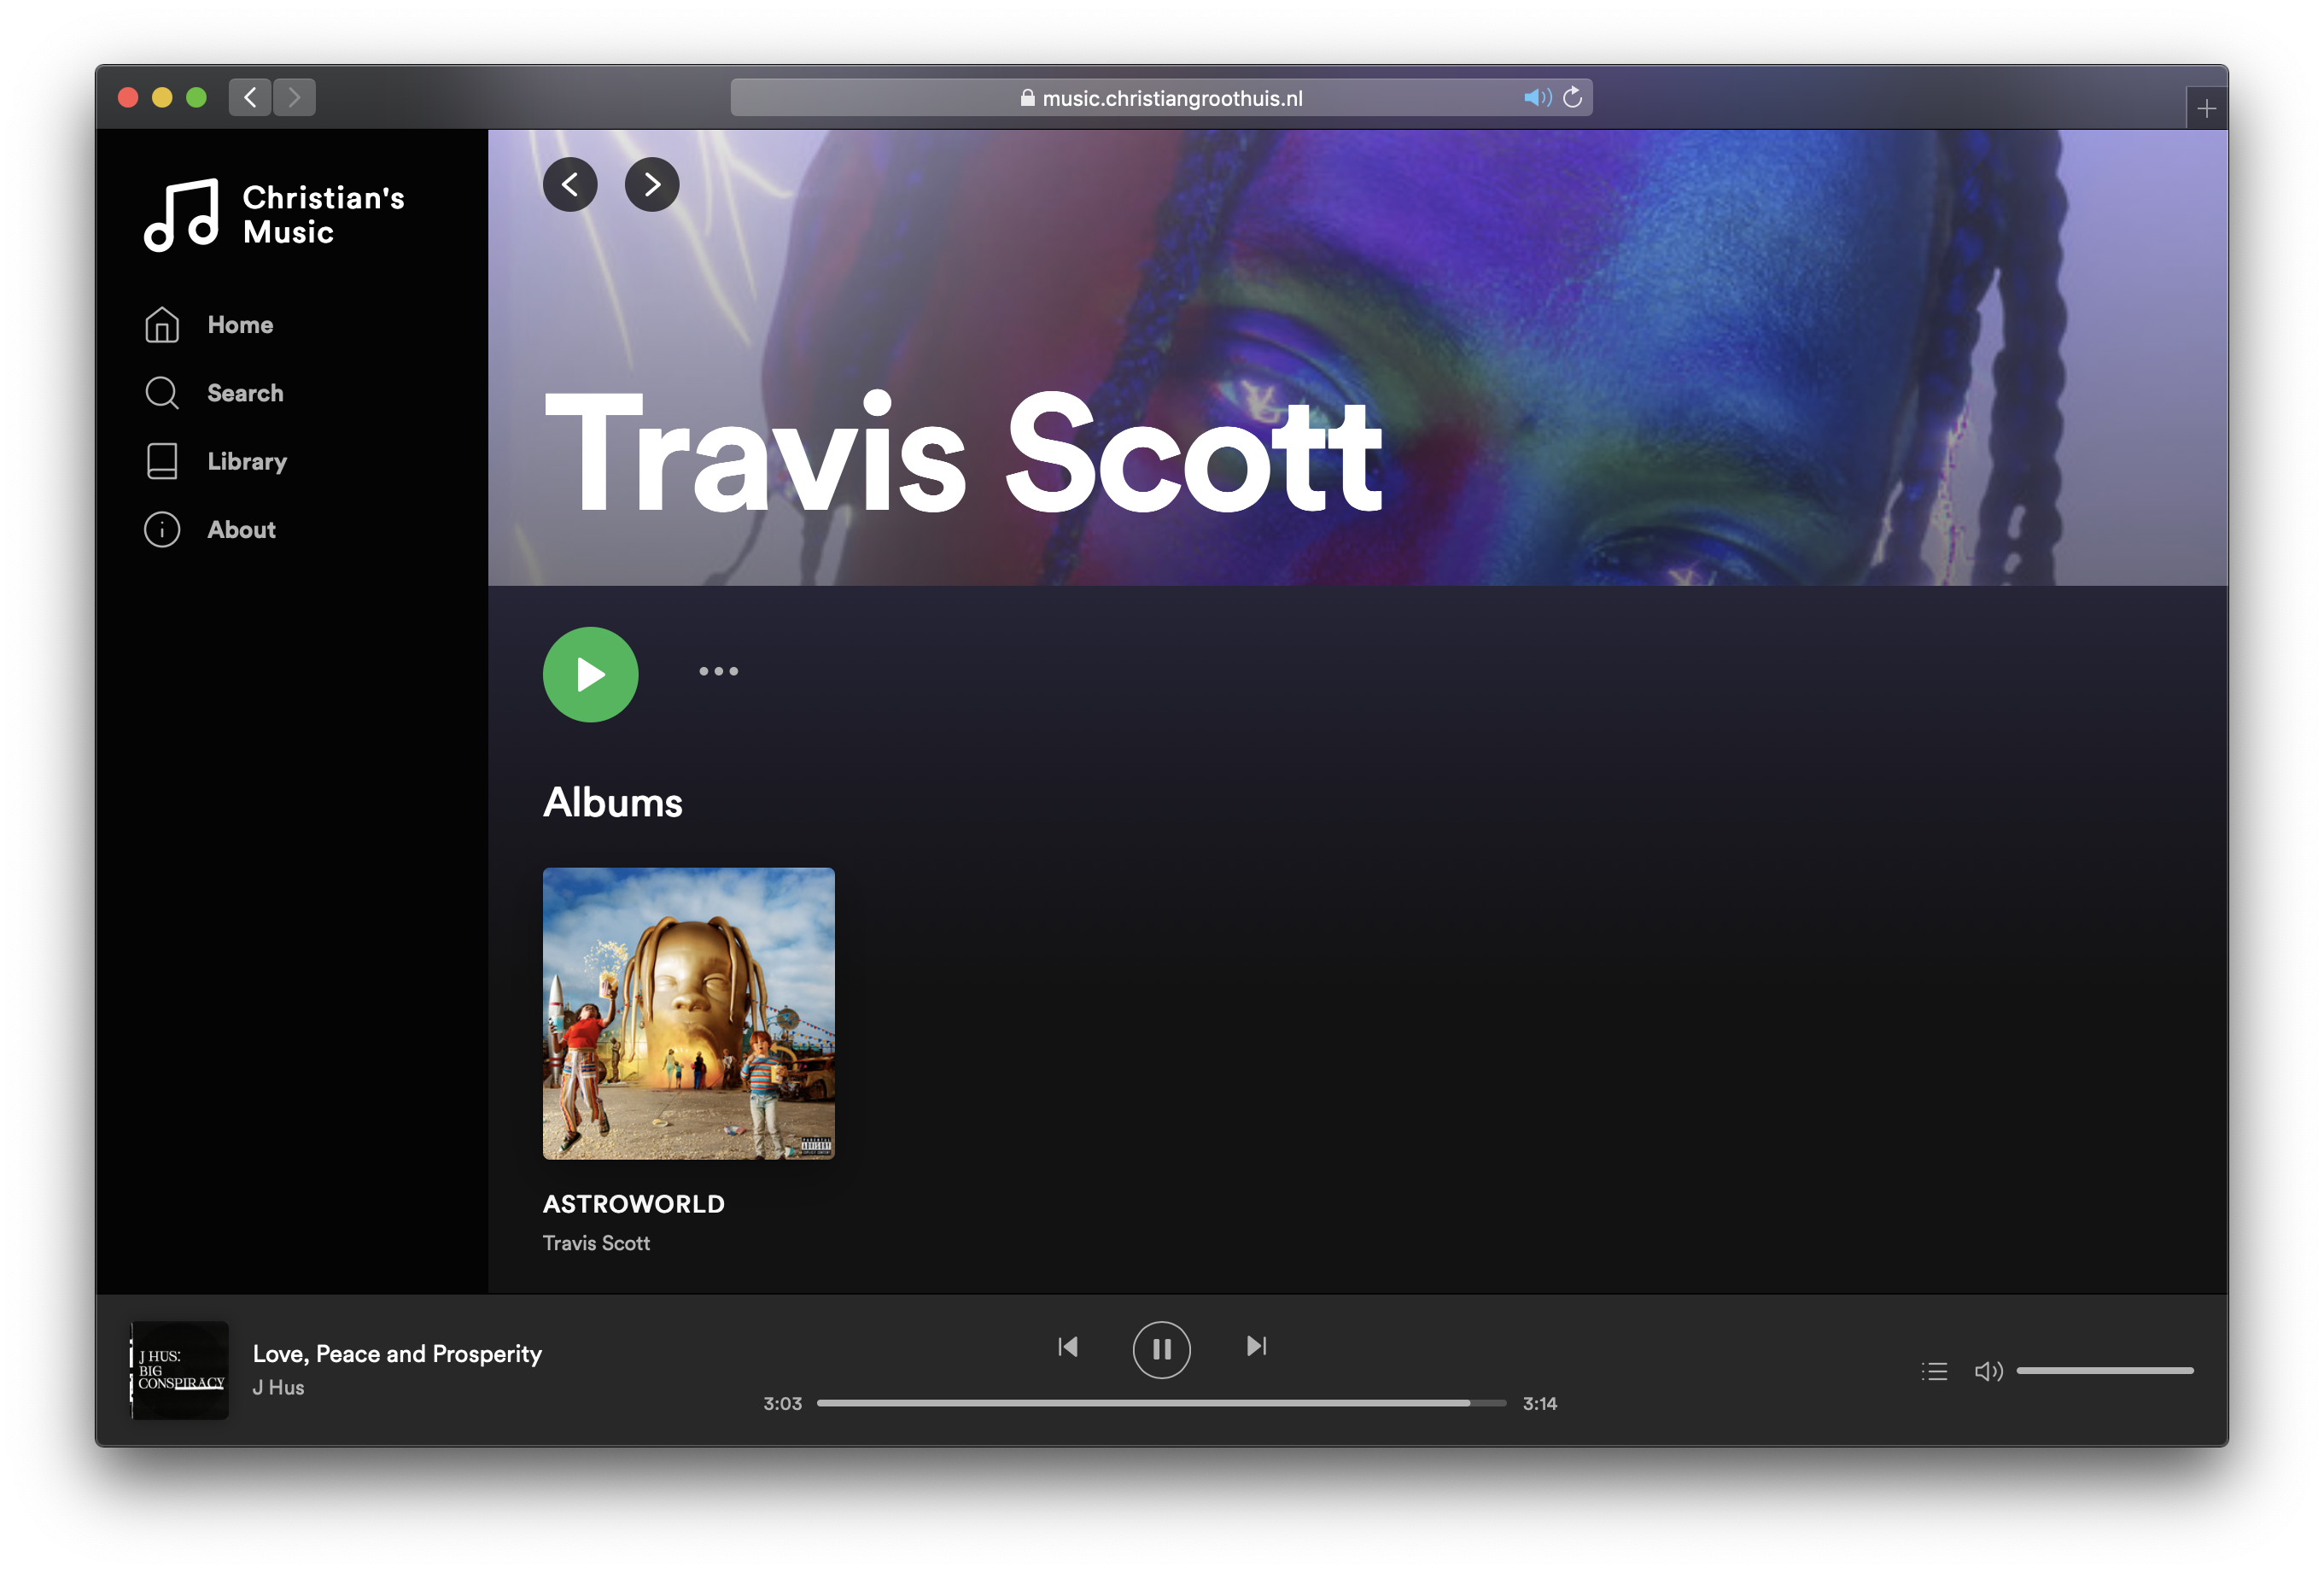 music.christiangroothuis.nl
Christian's
Music
Home
Search
Library
About
Travis Scott
Albums
ASTROWORLD
Travis Scott
J HUS:
BIG
CONSPIRACY
Love, Peace and Prosperity
J Hus
3:03
3:14